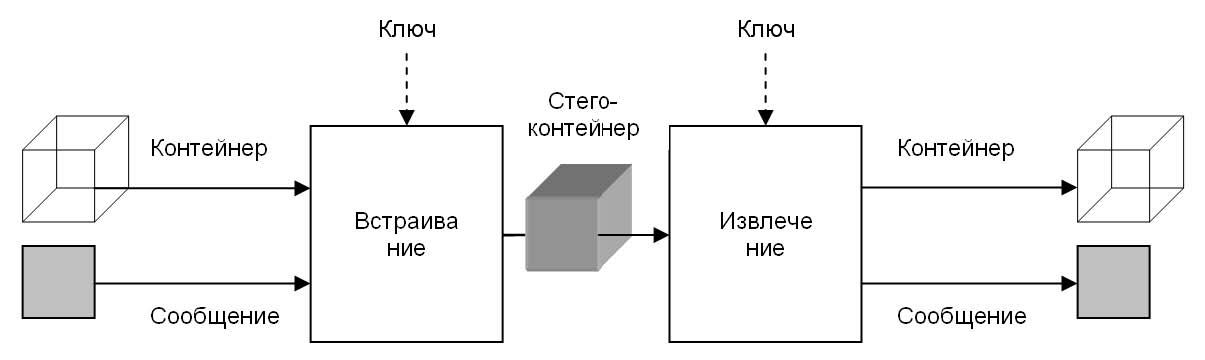 Ключ
Ключ
Стего-
контейнер
Контейнер
Контейнер
Встраива
ние
Извлече
ние
Сообщение
Сообщение